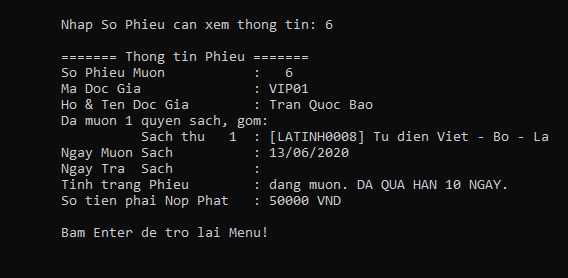 Nhap So Phieu can xem thong tin: 6
======= Thong tin Phieu =======
So Phieu Muon : 6
Ma Doc Gia : VIP01
Ho & Ten Doc Gia : Tran Quoc Bao
Da muon 1 quyen sach, gom:
Sach thu 1 : [LATINH0008] Tu dien Viet - Bo - La
Ngay Muon Sach : 13/06/2020
Ngay Tra Sach :
Tinh trang Phieu : dang muon. DA QUA HAN 10 NGAY.
So tien phai Nop Phat : 50000 VND
Bam Enter de tro lai Menu!